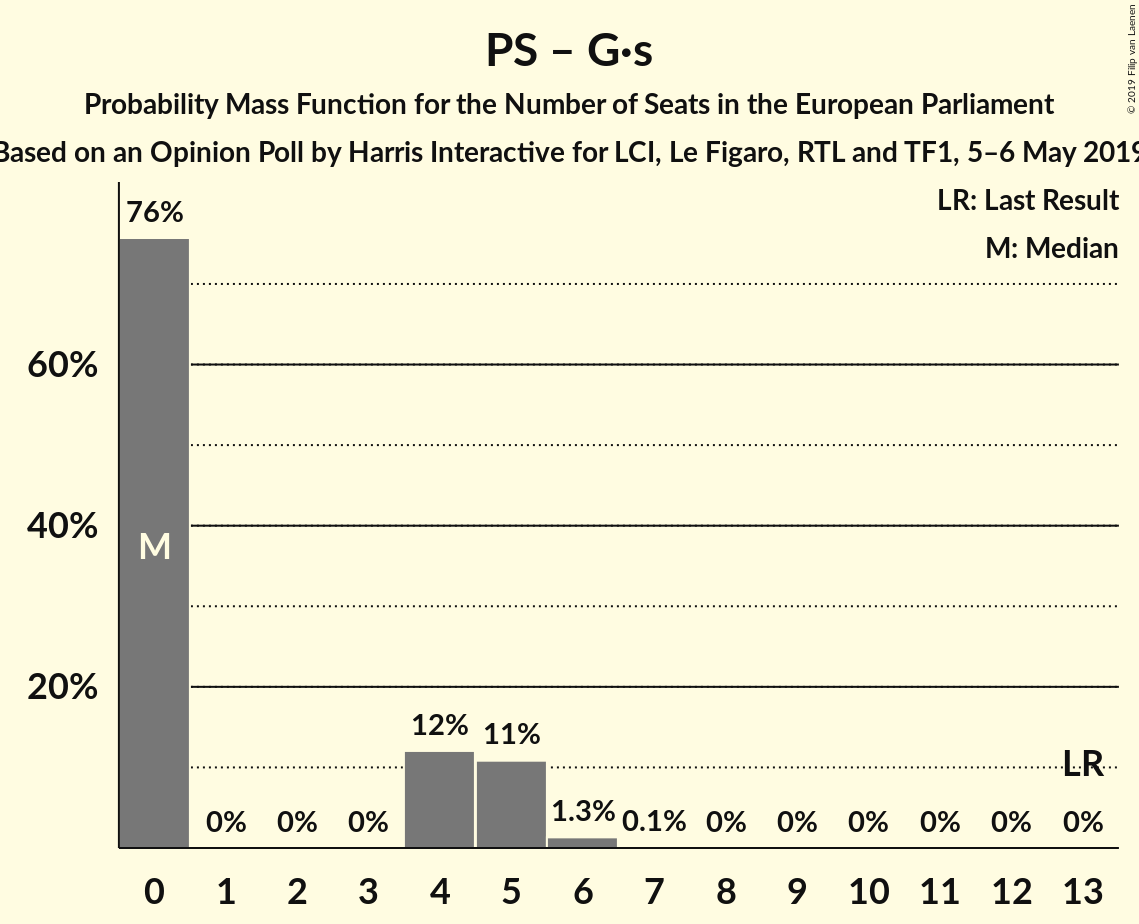 © 2019 Filip van Laenen
PS – G•s
Probability Mass Function for the Number of Seats in the European Parliament
Based on an Opinion Poll by Harris Interactive for LCI, Le Figaro, RTL and TF1, 5–6 May 2019
LR: Last Result
M: Median
76%
60%
40%
M
20%
12%
11%
LR
1.3%
0.1%
0%
0%
0%
0%
0%
0%
0%
0%
0%
0 1 2 3 4 5 6 7 8 9 10 11 12 13